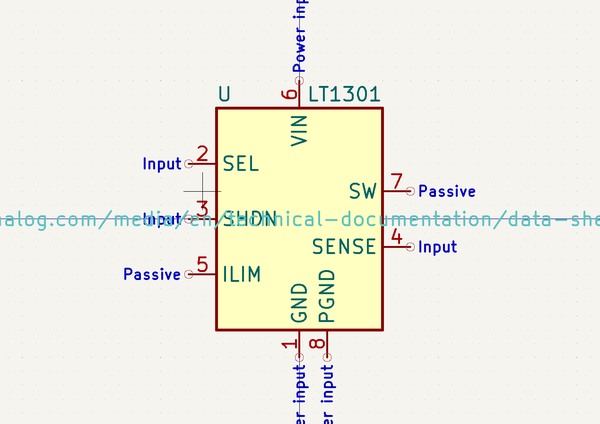 Power inp
6
U
LT1301
VIN
Input 2 SEL
SW 7 Passive
Input 3 SHDN
nalog.com/media/en/technical-documentation/data-she
SENSE 4 Input
Passive 5 ILIM
GND
PGND
1
8
er input
er input